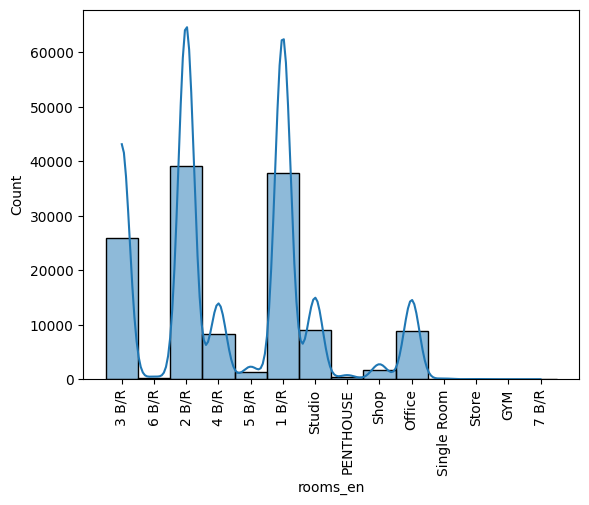 60000
50000
40000
30000
20000
10000
0
Count
3 B/R
6 B/R
2 B/R
4 B/R
5 B/R
1 B/R
Studio
PENTHOUSE
Shop
Office
Single Room
Store
GYM
7 B/R
rooms_en